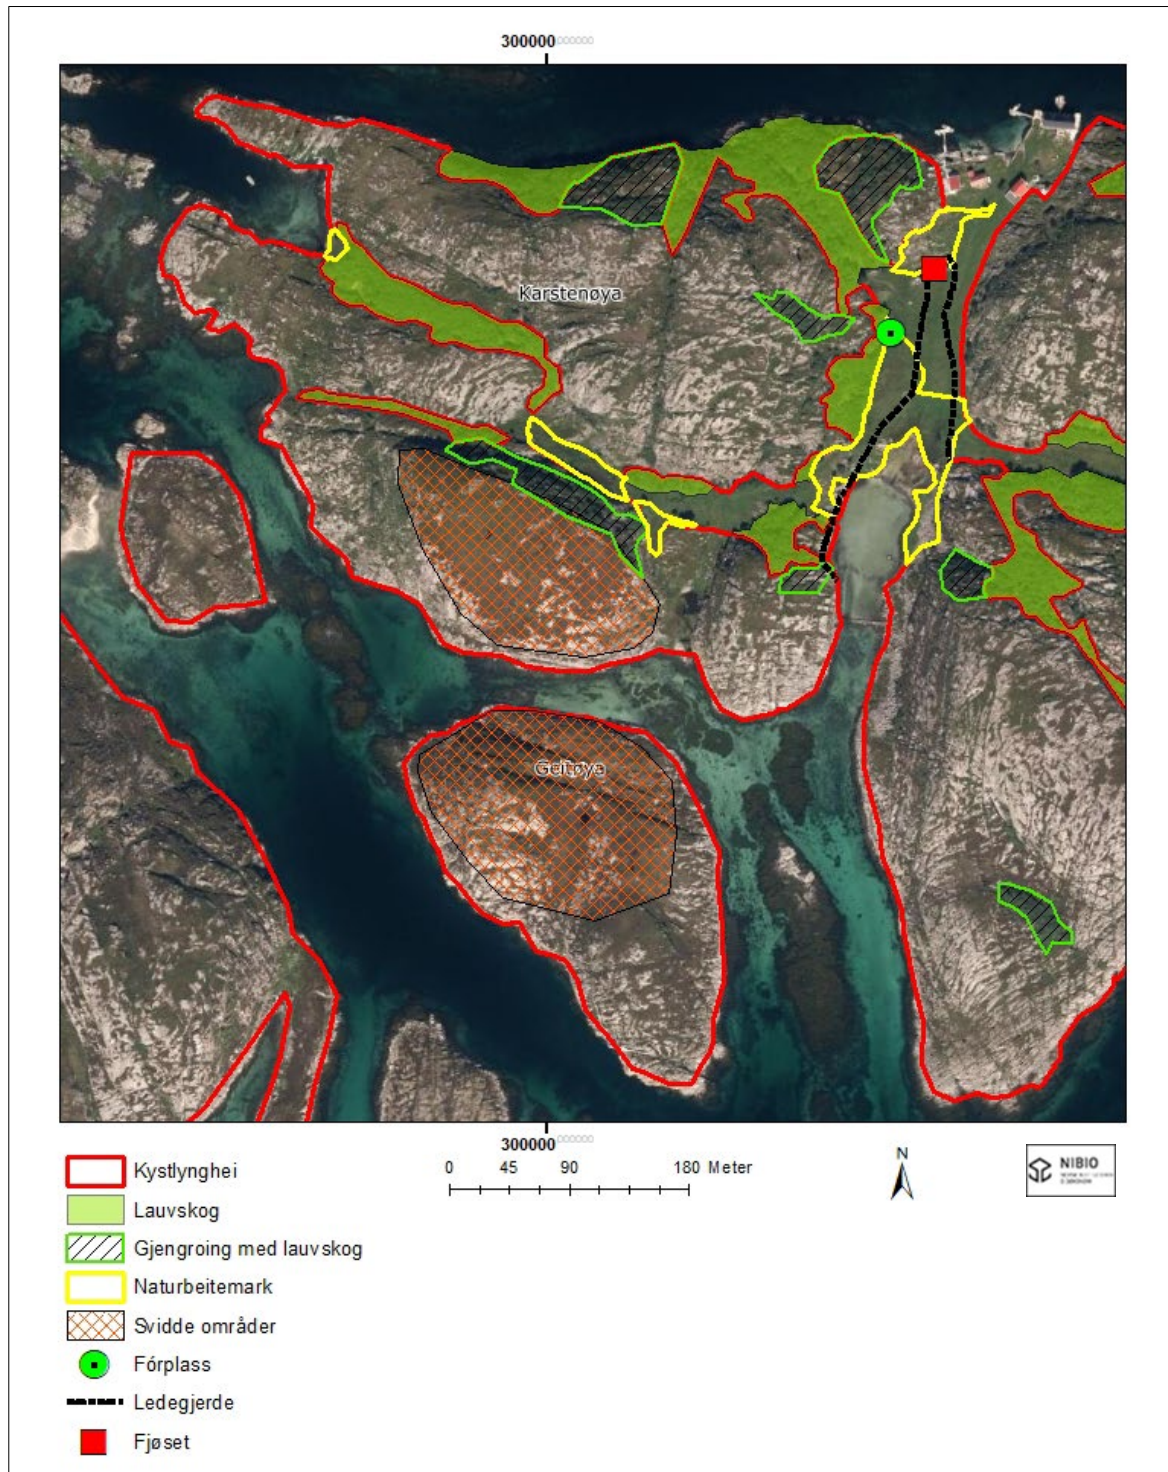 300000
Karstenøya
Geitøya
300000
0 45 90 180 Meter
N
NIBIO
Kystlynghei
Lauvskog
Gjengroing med lauvskog
Naturbeitemark
Svidde områder
Fórplass
Ledegjerde
Fjøset